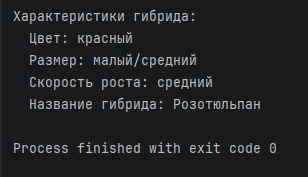 Характеристики гибрида:
Цвет: красный
Размер: малый/средний
Скорость роста: средний
Название гибрида: Розотюльпан
Process finished with exit code 0